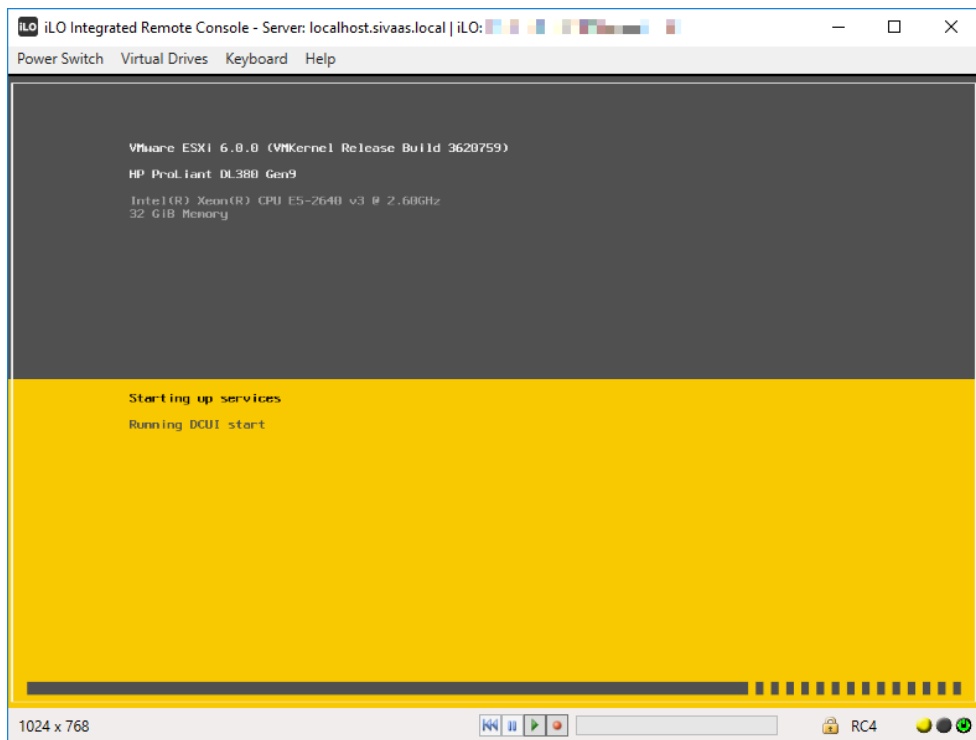 iLO iLO Integrated Remote Console - Server: localhost.sivaas.local | iLO:
Power Switch Virtual Drives Keyboard Help
VMware ESXi 6.0.0 (VMKernel Release Build 3620759)
HP ProLiant DL380 Gen9
Intel(R) Xeon(R) CPU E5-2640 v3 @ 2.60GHz
32 GiB Memory
Starting up services
Running DCUI start
1024 x 768
RC4